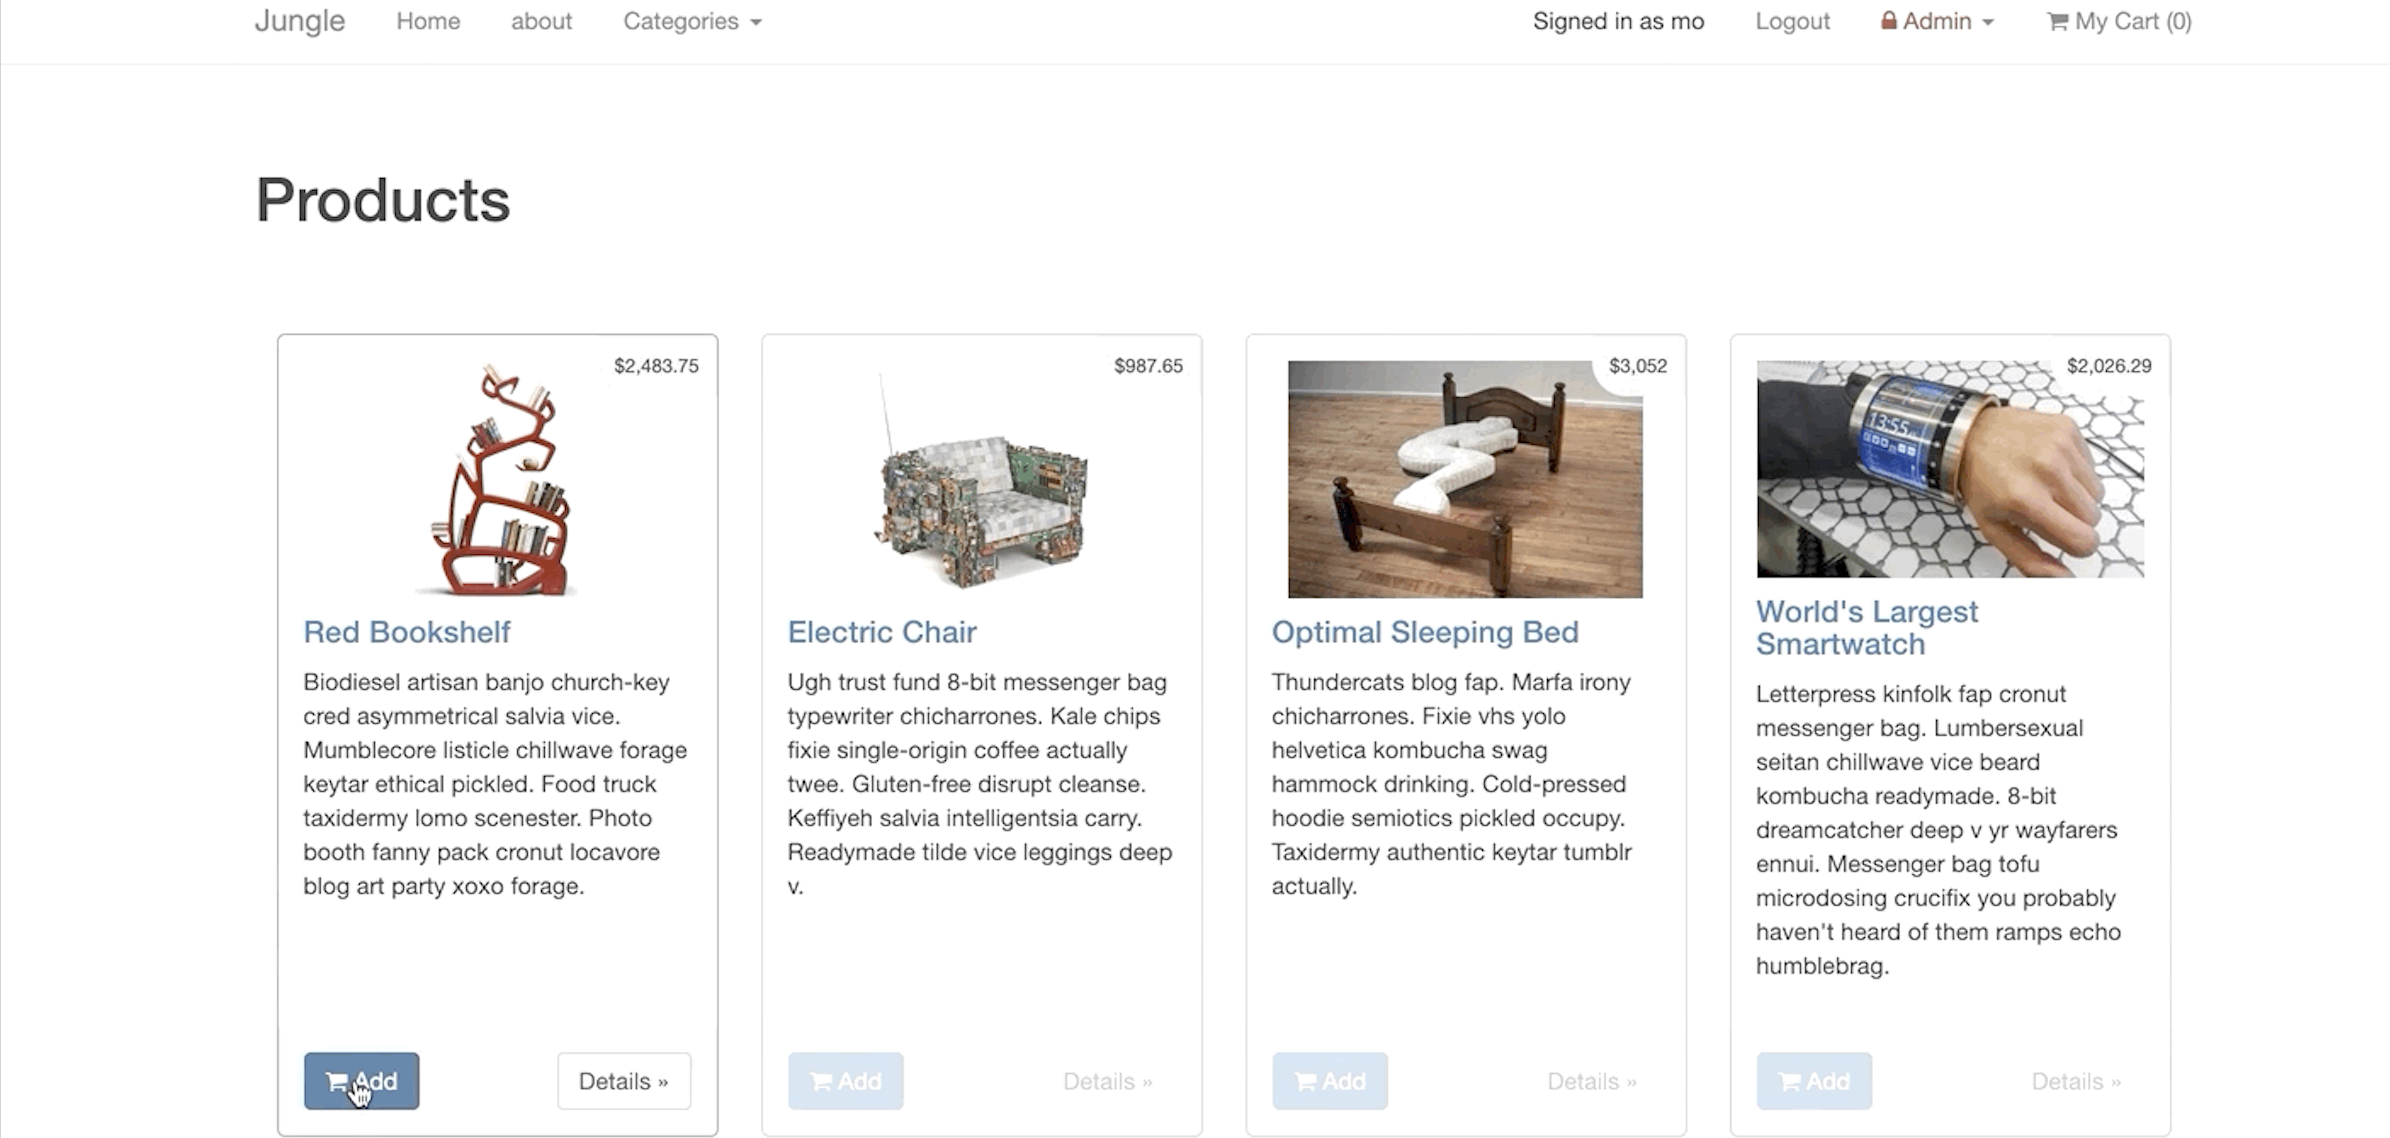 Jungle Home about Categories Signed in as mo Logout Admin My Cart (0)
Products
$2,483.75
Red Bookshelf
Biodiesel artisan banjo church-key
cred asymmetrical salvia vice.
Mumblecore listicle chillwave forage
keytar ethical pickled. Food truck
taxidermy lomo scenester. Photo
booth fanny pack cronut locavore
blog art party xoxo forage.
Add Details »
$987.65
Electric Chair
Ugh trust fund 8-bit messenger bag
typewriter chicharrones. Kale chips
fixie single-origin coffee actually
twee. Gluten-free disrupt cleanse.
Keffiyeh salvia intelligentsia carry.
Readymade tilde vice leggings deep
v.
Add Details »
$3,052
Optimal Sleeping Bed
Thundercats blog fap. Marfa irony
chicharrones. Fixie vhs yolo
helvetica kombucha swag
hammock drinking. Cold-pressed
hoodie semiotics pickled occupy.
Taxidermy authentic keytar tumblr
actually.
Add Details »
$2,026.29
13:55
World's Largest
Smartwatch
Letterpress kinfolk fap cronut
messenger bag. Lumbersexual
seitan chillwave vice beard
kombucha readymade. 8-bit
dreamcatcher deep v yr wayfarers
ennui. Messenger bag tofu
microdosing crucifix you probably
haven't heard of them ramps echo
humblebrag.
Add Details »